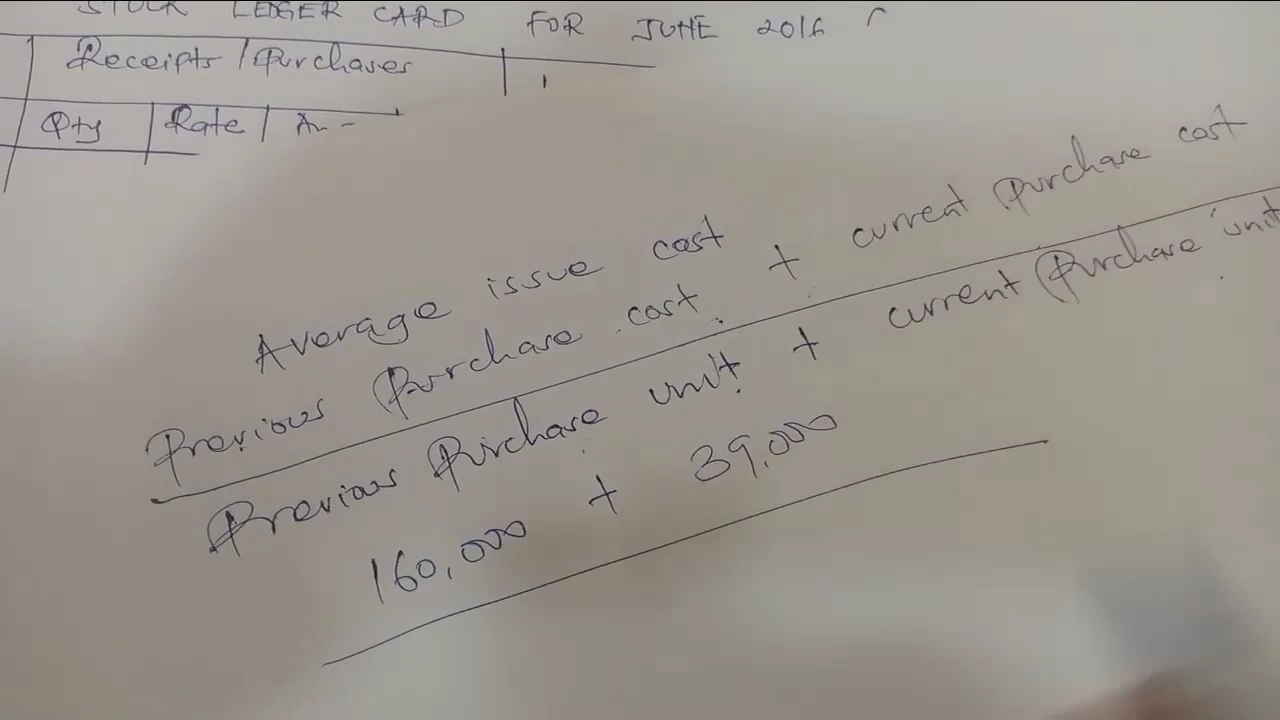 STOCK LEDGER CARD FOR JUNE 2016
Receipts / Purchases
Qty Rate
Average issue cost
Previous Purchase cost + current Purchase cost
Previous Purchase unit + current Purchase unit
160,000 + 39,000